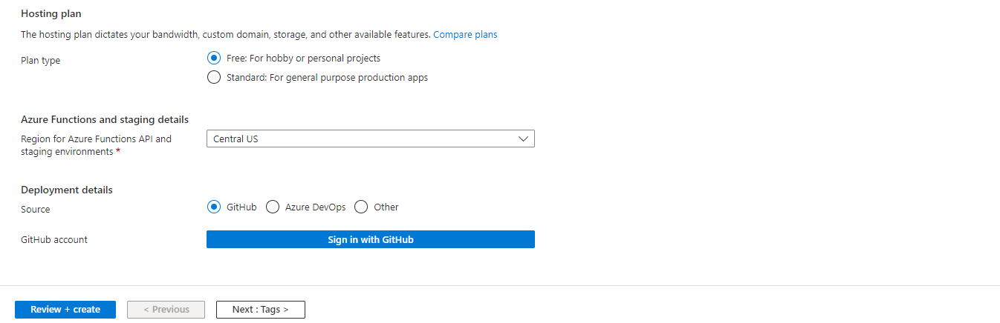 Hosting plan
The hosting plan dictates your bandwidth, custom domain, storage, and other available features. Compare plans
Plan type
Free: For hobby or personal projects
Standard: For general purpose production apps
Azure Functions and staging details
Region for Azure Functions API and
staging environments *
Central US
Deployment details
Source
GitHub
Azure DevOps
Other
GitHub account
Sign in with GitHub
Review + create
< Previous
Next : Tags >